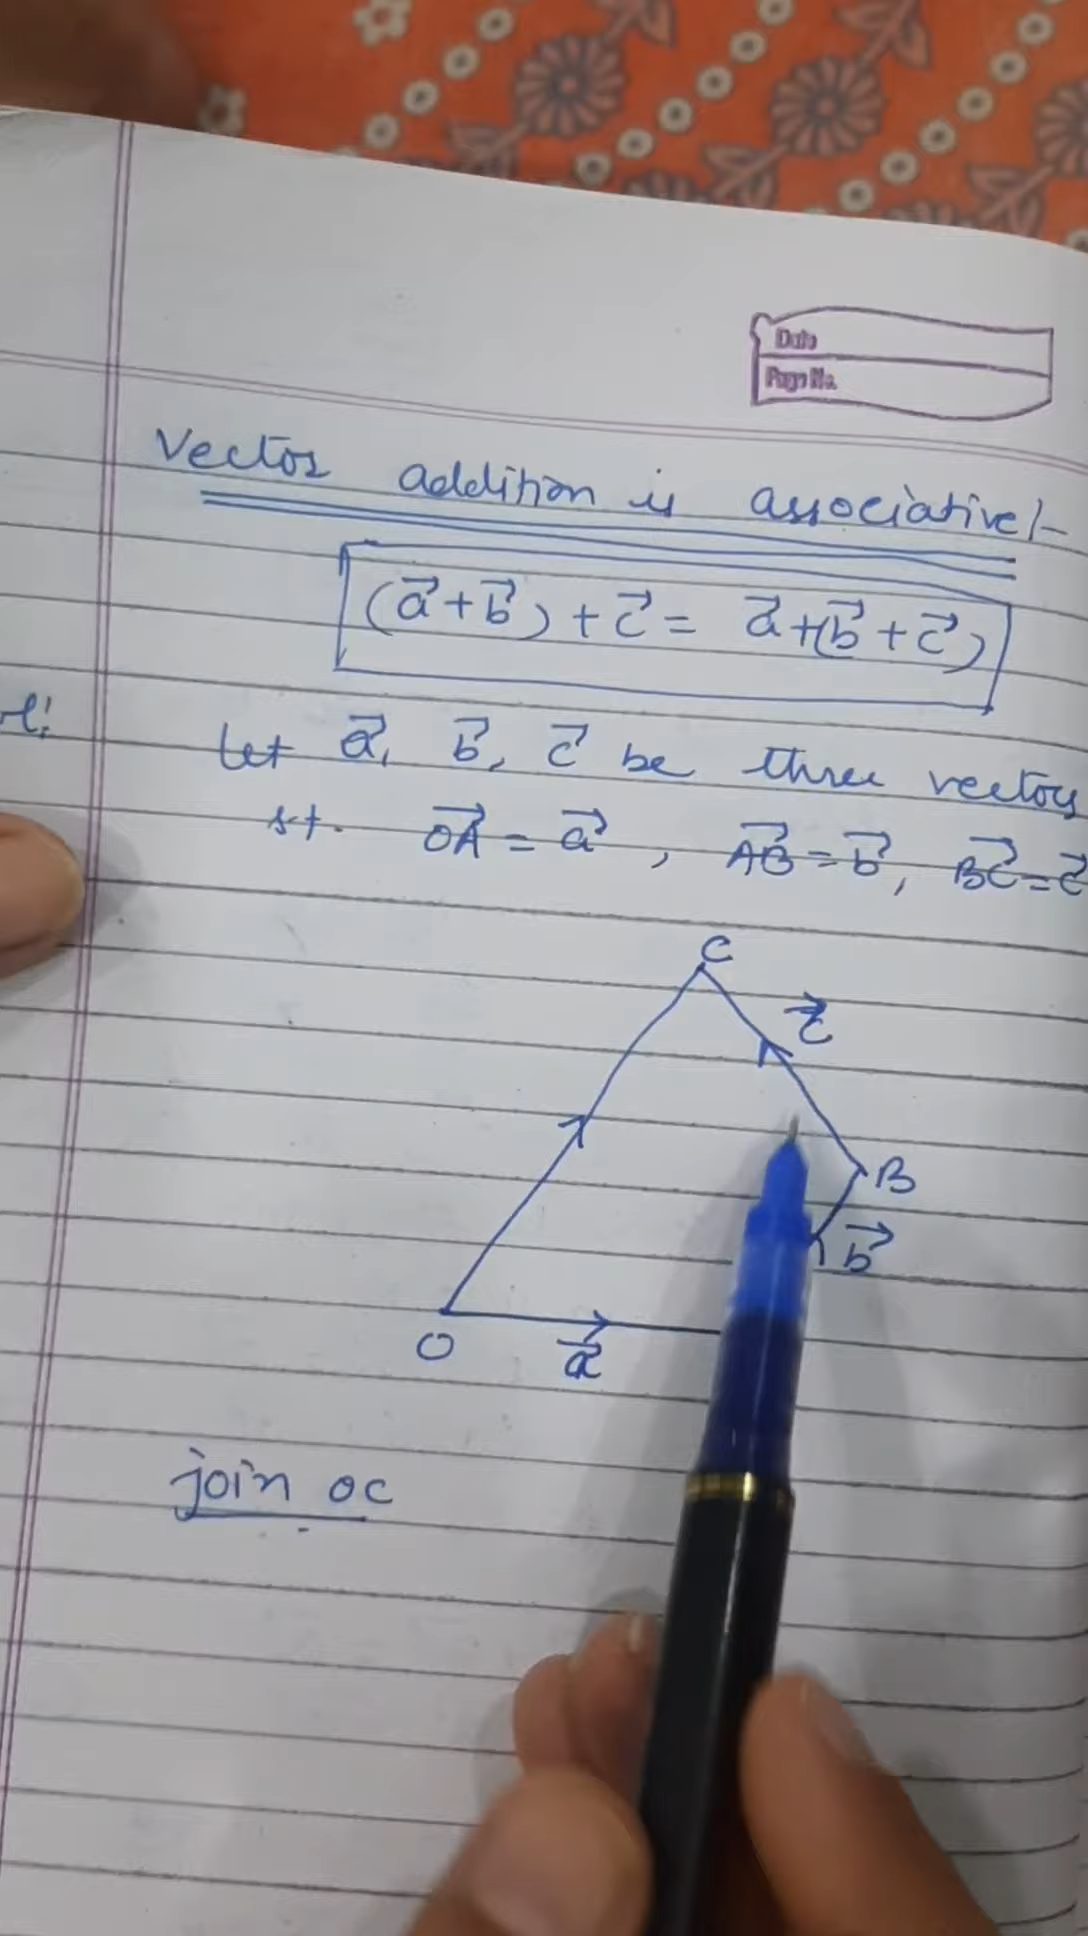 Date
Page No.
Vector addition is associative:-
(a⃗+b⃗)+c⃗ = a⃗+(b⃗+c⃗)
let a⃗, b⃗, c⃗ be three vectors
s.t. OA⃗ = a⃗, AB⃗ = b⃗, BC⃗ = c⃗
C
c⃗
B
b⃗
O
a⃗
join OC